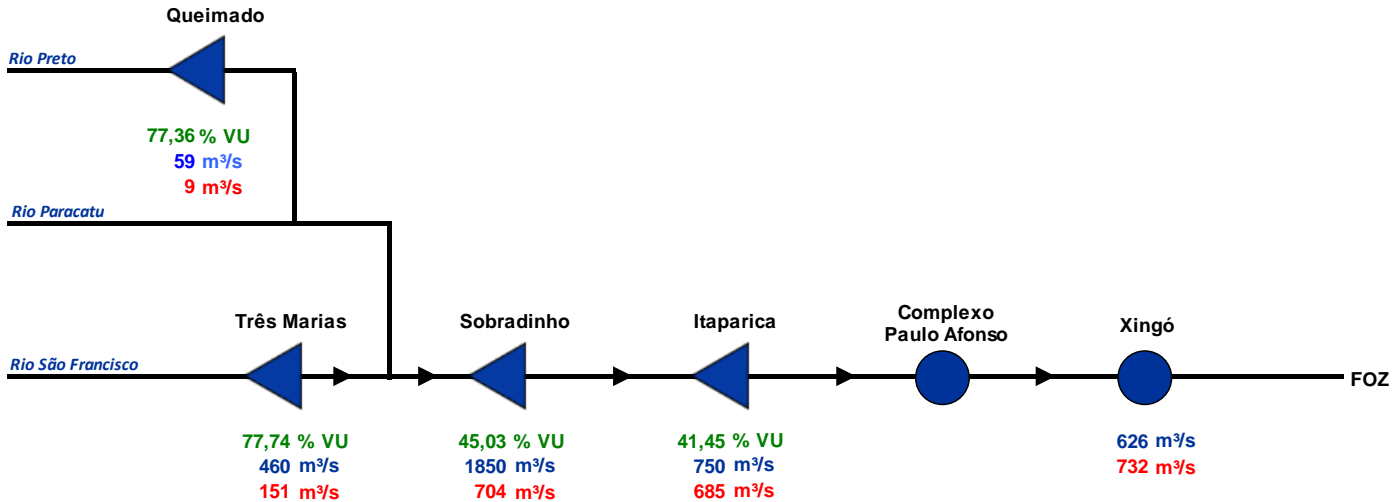 Queimado
Rio Preto
77,36 % VU
59 m³/s
9 m³/s
Rio Paracatu
Três Marias
Sobradinho
Itaparica
Complexo
Paulo Afonso
Xingó
Rio São Francisco
FOZ
77,74 % VU
460 m³/s
151 m³/s
45,03 % VU
1850 m³/s
704 m³/s
41,45 % VU
750 m³/s
685 m³/s
626 m³/s
732 m³/s